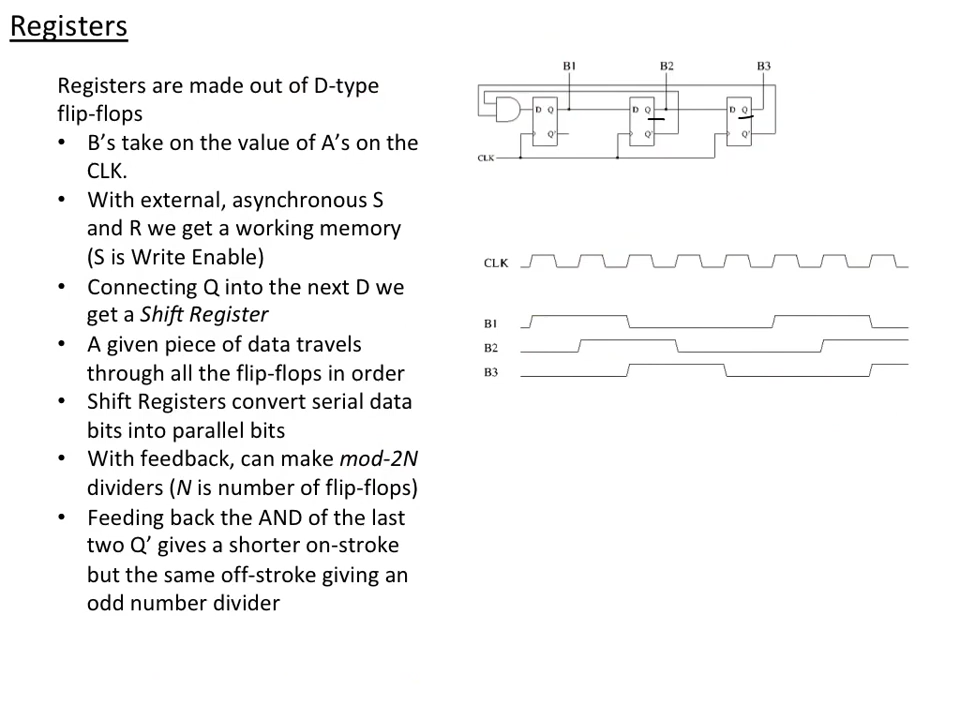 Registers
Registers are made out of D-type
flip-flops
• B’s take on the value of A’s on the
CLK.
• With external, asynchronous S
and R we get a working memory
(S is Write Enable)
• Connecting Q into the next D we
get a Shift Register
• A given piece of data travels
through all the flip-flops in order
• Shift Registers convert serial data
bits into parallel bits
• With feedback, can make mod-2N
dividers (N is number of flip-flops)
• Feeding back the AND of the last
two Q’ gives a shorter on-stroke
but the same off-stroke giving an
odd number divider
B1 B2 B3
D Q D Q D Q
Q' Q' Q'
CLK
CLK
B1
B2
B3